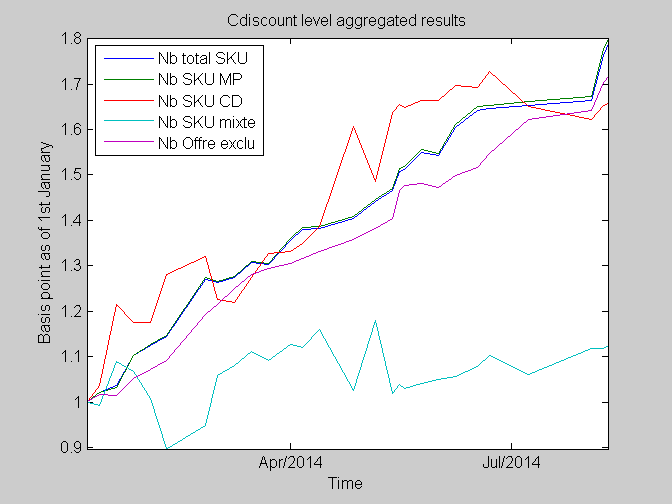 Cdiscount level aggregated results
1.8
1.7
1.6
1.5
1.4
1.3
1.2
1.1
1
0.9
Basis point as of 1st January
Nb total SKU
Nb SKU MP
Nb SKU CD
Nb SKU mixte
Nb Offre exclu
Apr/2014
Jul/2014
Time